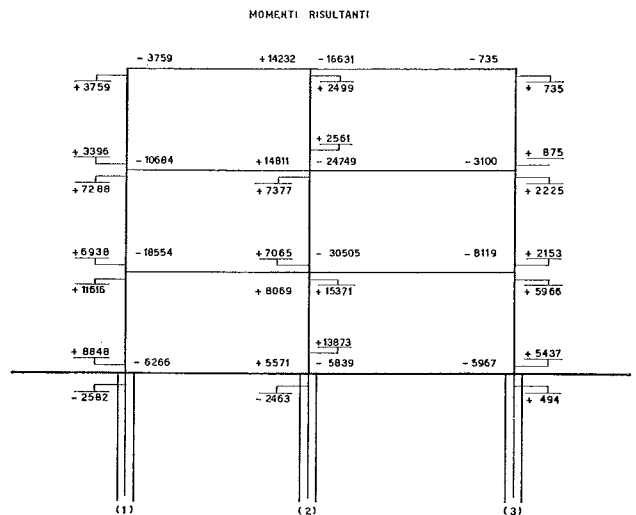 MOMENTI RISULTANTI
- 3759 +14232 - 16631 - 735
+ 3759 + 2499 + 735
+ 2561
+ 3396 - 10684 + 14811 - 24749 - 3100 + 875
+ 7288 + 7377 + 2225
+ 6938 - 18554 + 7065 - 30505 - 8119 + 2153
+ 11616 + 8069 + 15371 + 5966
+ 13873
+ 8848 - 6266 + 5571 - 5839 - 5967 + 5437
- 2582 - 2463 + 494
(1) (2) (3)